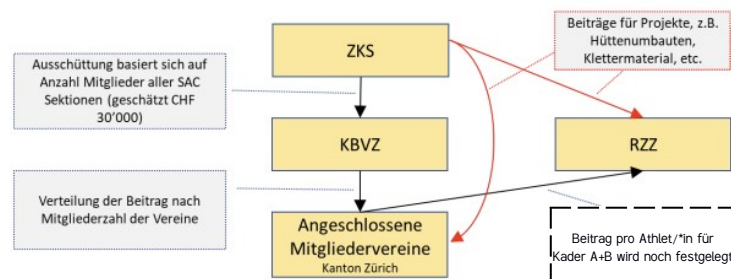 ZKS
Beiträge für Projekte, z.B.
Hüttenumbauten,
Klettermaterial, etc.
Ausschüttung basiert sich auf
Anzahl Mitglieder aller SAC
Sektionen (geschätzt CHF
30'000)
KBVZ
RZZ
Verteilung der Beitrag nach
Mitgliederzahl der Vereine
Angeschlossene
Mitgliedervereine
Kanton Zürich
Beitrag pro Athlet/*in für
Kader A+B wird noch festgelegt